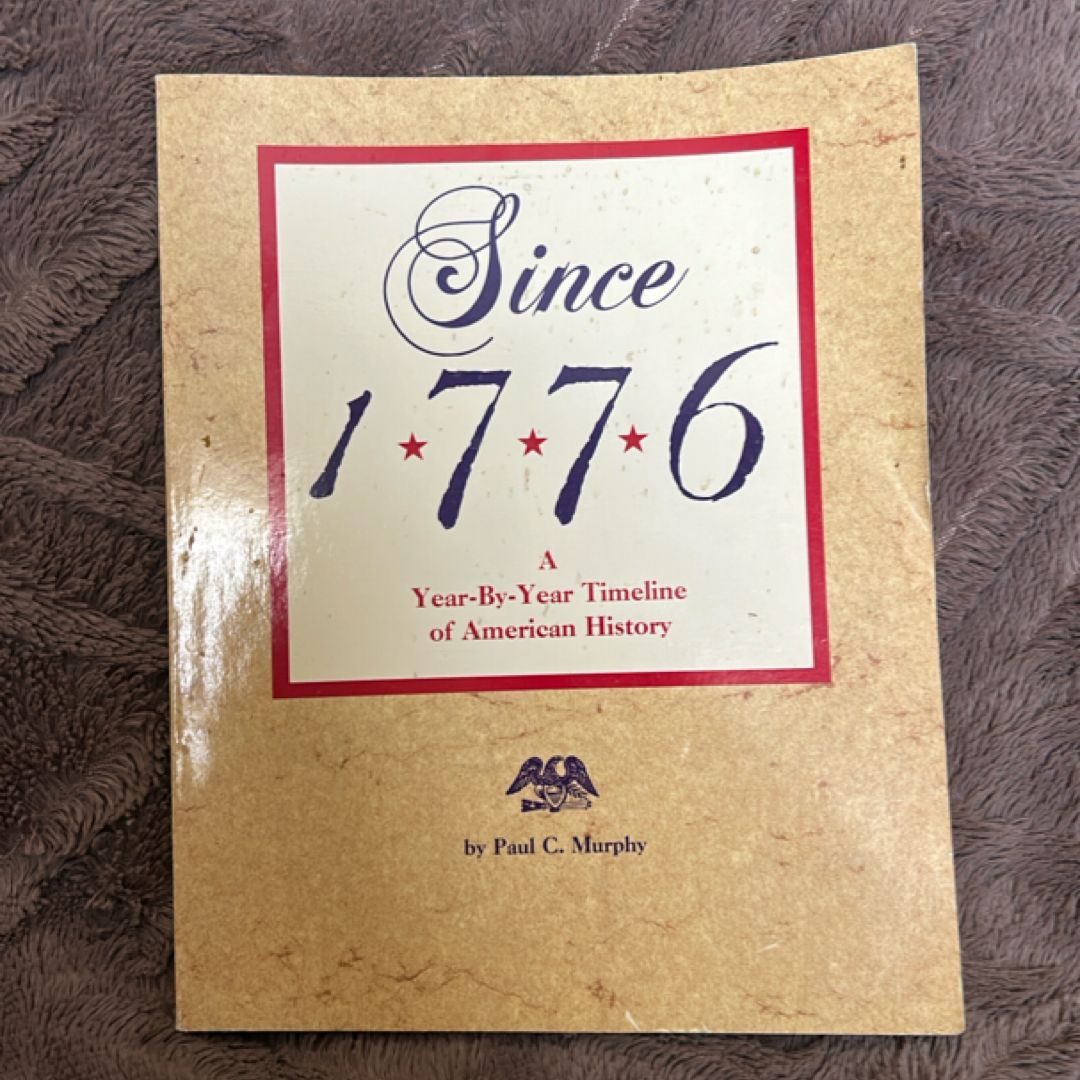 Since
1★7★7★6
A
Year-By-Year Timeline
of American History
by Paul C. Murphy